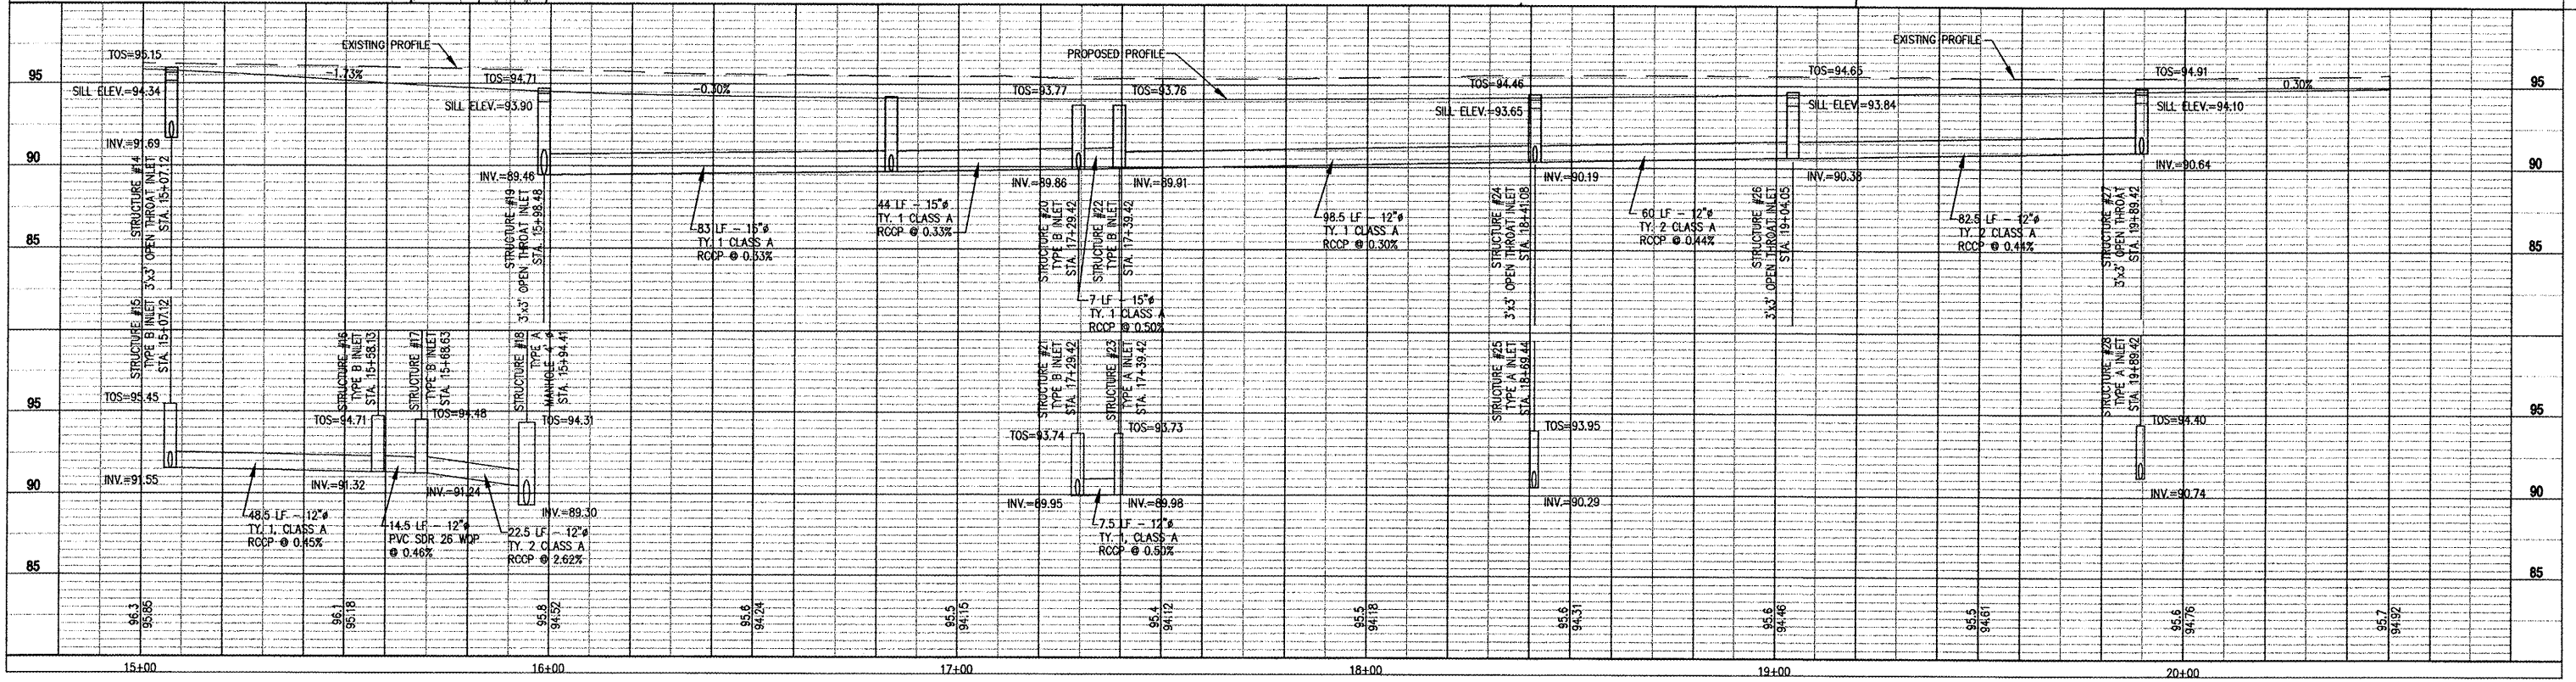 EXISTING PROFILE
PROPOSED PROFILE
EXISTING PROFILE
TOS=95.15
-1.73%
TOS=94.71
-0.30%
TOS=93.77
TOS=93.76
TOS=94.46
TOS=94.65
TOS=94.91
0.30%
95
95
SILL ELEV.=94.34
SILL ELEV.=93.90
SILL ELEV.=93.65
SILL ELEV.=93.84
SILL ELEV.=94.10
INV.=91.69
90
90
INV.=89.46
INV.=89.86
INV.=89.91
INV.=90.19
INV.=90.38
INV.=90.64
STRUCTURE #14
3'x3' OPEN THROAT INLET
STA. 15+07.12
STRUCTURE #19
3'x3' OPEN THROAT INLET
STA. 15+98.48
83 LF - 15"ø
TY. 1 CLASS A
RCCP @ 0.33%
44 LF - 15"ø
TY. 1 CLASS A
RCCP @ 0.33%
STRUCTURE #20
TYPE B INLET
STA. 17+29.42
STRUCTURE #22
TYPE B INLET
STA. 17+39.42
7 LF - 15"ø
TY. 1 CLASS A
RCCP @ 0.50%
98.5 LF - 12"ø
TY. 1 CLASS A
RCCP @ 0.30%
STRUCTURE #24
3'x3' OPEN THROAT INLET
STA. 18+41.08
60 LF - 12"ø
TY. 2 CLASS A
RCCP @ 0.44%
STRUCTURE #26
3'x3' OPEN THROAT INLET
STA. 19+04.05
82.5 LF - 12"ø
TY. 2 CLASS A
RCCP @ 0.44%
STRUCTURE #27
3'x3' OPEN THROAT
STA. 19+89.42
85
85
STRUCTURE #15
TYPE B INLET
STA. 15+07.12
STRUCTURE #16
TYPE B INLET
STA. 15+58.13
STRUCTURE #17
TYPE B INLET
STA. 15+68.63
STRUCTURE #18
TYPE A
MANHOLE 4' ø
STA. 15+94.41
STRUCTURE #21
TYPE B INLET
STA. 17+29.42
STRUCTURE #23
TYPE A INLET
STA. 17+39.42
STRUCTURE #25
TYPE A INLET
STA. 18+69.44
STRUCTURE #28
TYPE A INLET
STA. 19+89.42
TOS=95.45
95
95
TOS=94.71
TOS=94.48
TOS=94.31
TOS=93.74
TOS=93.73
TOS=93.95
TOS=94.40
INV.=91.55
INV.=91.32
INV.=91.24
INV.=89.30
90
90
INV.=89.95
INV.=89.98
INV.=90.29
INV.=90.74
48.5 LF - 12"ø
TY. 1, CLASS A
RCCP @ 0.45%
14.5 LF - 12"ø
PVC SDR 26 WQP
@ 0.46%
22.5 LF - 12"ø
TY. 2 CLASS A
RCCP @ 2.62%
7.5 LF - 12"ø
TY. 1, CLASS A
RCCP @ 0.50%
85
85
96.3
95.85
96.1
95.18
95.8
94.52
95.6
94.24
95.5
94.15
95.4
94.12
95.5
94.18
95.6
94.31
95.6
94.46
95.5
94.61
95.6
94.76
95.7
94.92
15+00
16+00
17+00
18+00
19+00
20+00